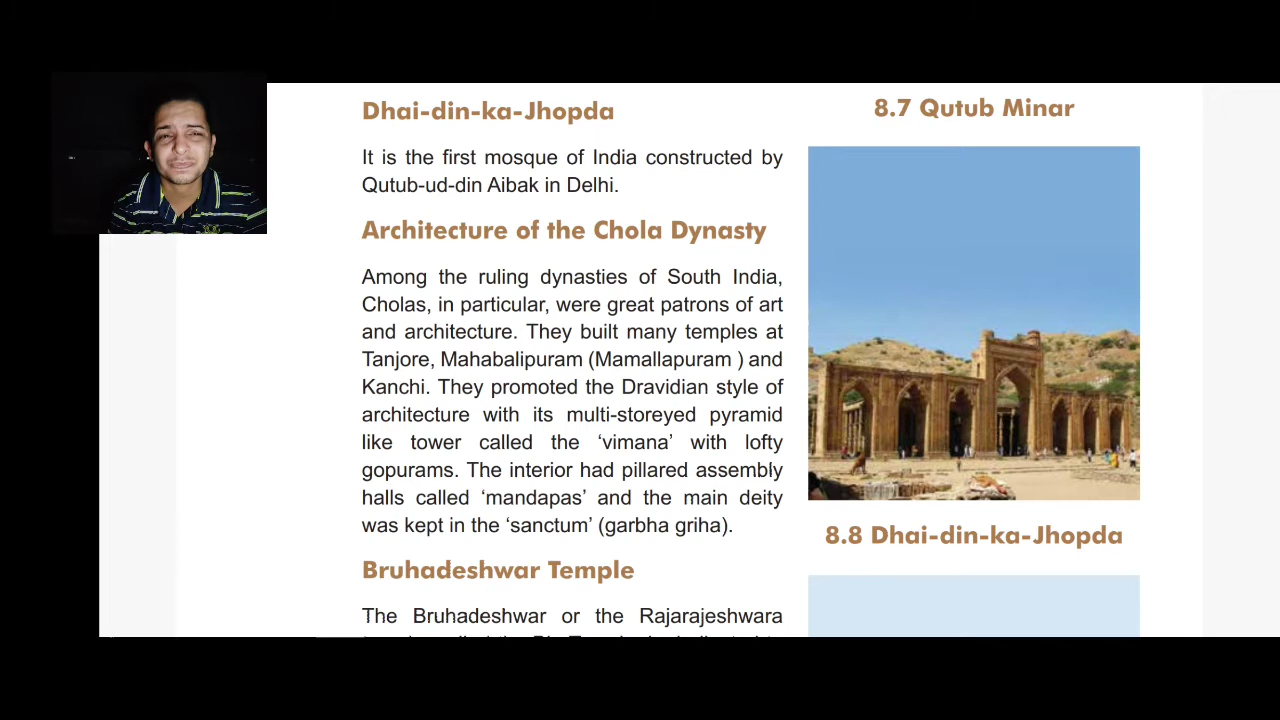 Dhai-din-ka-Jhopda
It is the first mosque of India constructed by
Qutub-ud-din Aibak in Delhi.
Architecture of the Chola Dynasty
Among the ruling dynasties of South India,
Cholas, in particular, were great patrons of art
and architecture. They built many temples at
Tanjore, Mahabalipuram (Mamallapuram ) and
Kanchi. They promoted the Dravidian style of
architecture with its multi-storeyed pyramid
like tower called the ‘vimana’ with lofty
gopurams. The interior had pillared assembly
halls called ‘mandapas’ and the main deity
was kept in the ‘sanctum’ (garbha griha).
Bruhadeshwar Temple
The Bruhadeshwar or the Rajarajeshwara
8.7 Qutub Minar
8.8 Dhai-din-ka-Jhopda